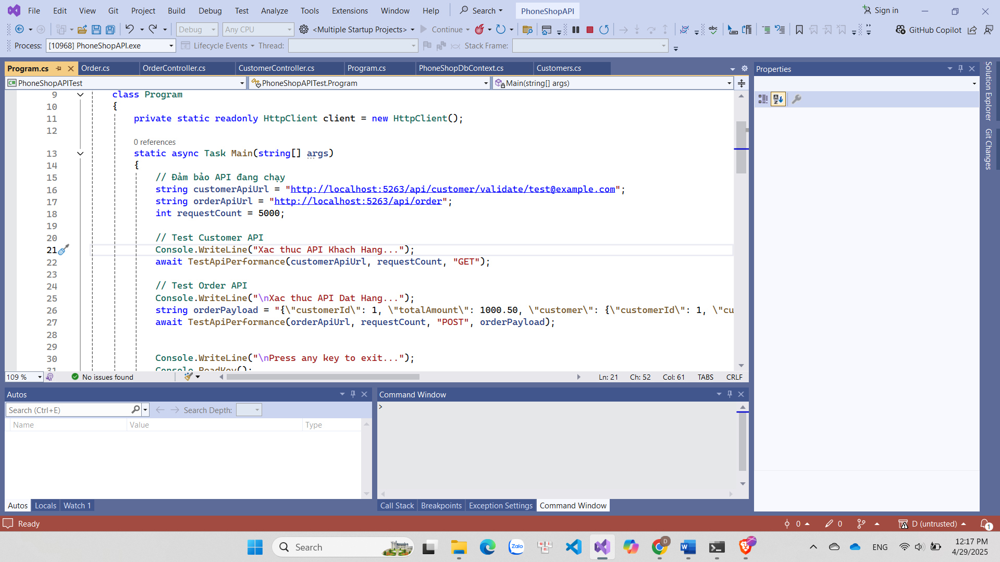 File Edit View Git Project Build Debug Test Analyze Tools Extensions Window Help Search PhoneShopAPI Sign in
Debug Any CPU <Multiple Startup Projects> Continue GitHub Copilot
Process: [10968] PhoneShopAPI.exe Lifecycle Events Thread: Stack Frame:
Program.cs Order.cs OrderController.cs CustomerController.cs Program.cs PhoneShopDbContext.cs Customers.cs
PhoneShopAPITest PhoneShopAPITest.Program Main(string[] args)
9 class Program
10 {
11 private static readonly HttpClient client = new HttpClient();
12
0 references
13 static async Task Main(string[] args)
14 {
15 // Đảm bảo API đang chạy
16 string customerApiUrl = "http://localhost:5263/api/customer/validate/test@example.com";
17 string orderApiUrl = "http://localhost:5263/api/order";
18 int requestCount = 5000;
19
20 // Test Customer API
21 Console.WriteLine("Xac thuc API Khach Hang...");
22 await TestApiPerformance(customerApiUrl, requestCount, "GET");
23
24 // Test Order API
25 Console.WriteLine("\nXac thuc API Dat Hang...");
26 string orderPayload = "{\"customerId\": 1, \"totalAmount\": 1000.50, \"customer\": {\"customerId\": 1, \"cu
27 await TestApiPerformance(orderApiUrl, requestCount, "POST", orderPayload);
28
29
30 Console.WriteLine("\nPress any key to exit...");
31 Console.ReadKey();
109 % No issues found Ln: 21 Ch: 52 Col: 61 TABS CRLF
Autos
Search (Ctrl+E) Search Depth:
Name Value Type
Autos Locals Watch 1
Command Window
>
Call Stack Breakpoints Exception Settings Command Window
Properties
Solution Explorer
Git Changes
Ready 0 0 D (untrusted) 1
Search Zalo ENG 12:17 PM
4/29/2025